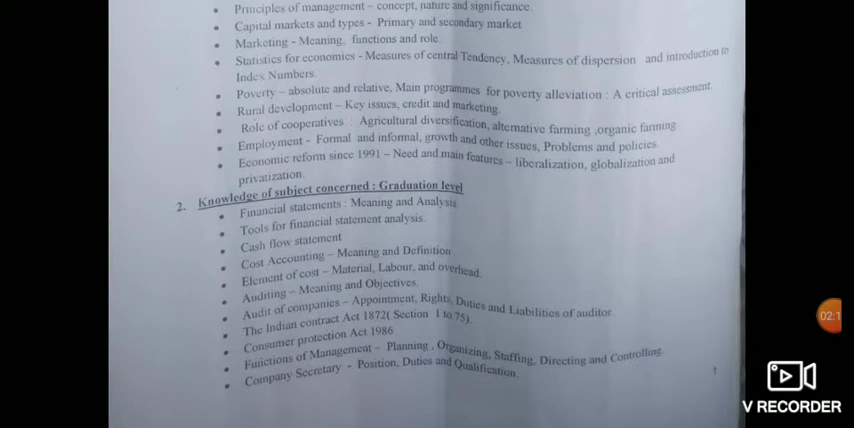 • Principles of management – concept, nature and significance.
• Capital markets and types - Primary and secondary market
• Marketing - Meaning, functions and role.
• Statistics for economics - Measures of central Tendency, Measures of dispersion and introduction to
Index Numbers.
• Poverty – absolute and relative, Main programmes for poverty alleviation : A critical assessment.
• Rural development – Key issues, credit and marketing.
• Role of cooperatives : Agricultural diversification, alternative farming ,organic farming
• Employment - Formal and informal, growth and other issues, Problems and policies.
• Economic reform since 1991 – Need and main features – liberalization, globalization and
privatization.
2. Knowledge of subject concerned : Graduation level
• Financial statements : Meaning and Analysis
• Tools for financial statement analysis.
• Cash flow statement
• Cost Accounting – Meaning and Definition
• Element of cost – Material, Labour, and overhead.
• Auditing – Meaning and Objectives.
• Audit of companies – Appointment, Rights, Duties and Liabilities of auditor
• The Indian contract Act 1872( Section 1 to 75).
• Consumer protection Act 1986
• Functions of Management – Planning , Organizing, Staffing, Directing and Controlling.
• Company Secretary - Position, Duties and Qualification.
1
02:1
V RECORDER